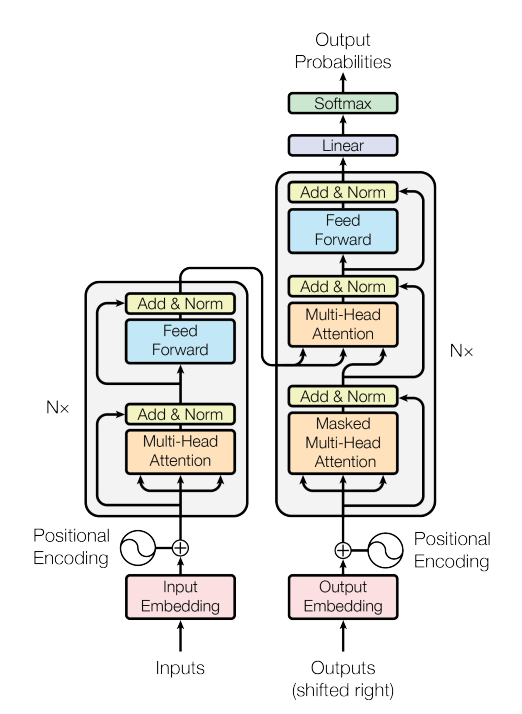 Output
Probabilities
Softmax
Linear
Add & Norm
Feed
Forward
Add & Norm
Multi-Head
Attention
Add & Norm
Masked
Multi-Head
Attention
N×
Add & Norm
Feed
Forward
Add & Norm
Multi-Head
Attention
N×
Positional
Encoding
Positional
Encoding
Input
Embedding
Output
Embedding
Inputs
Outputs
(shifted right)